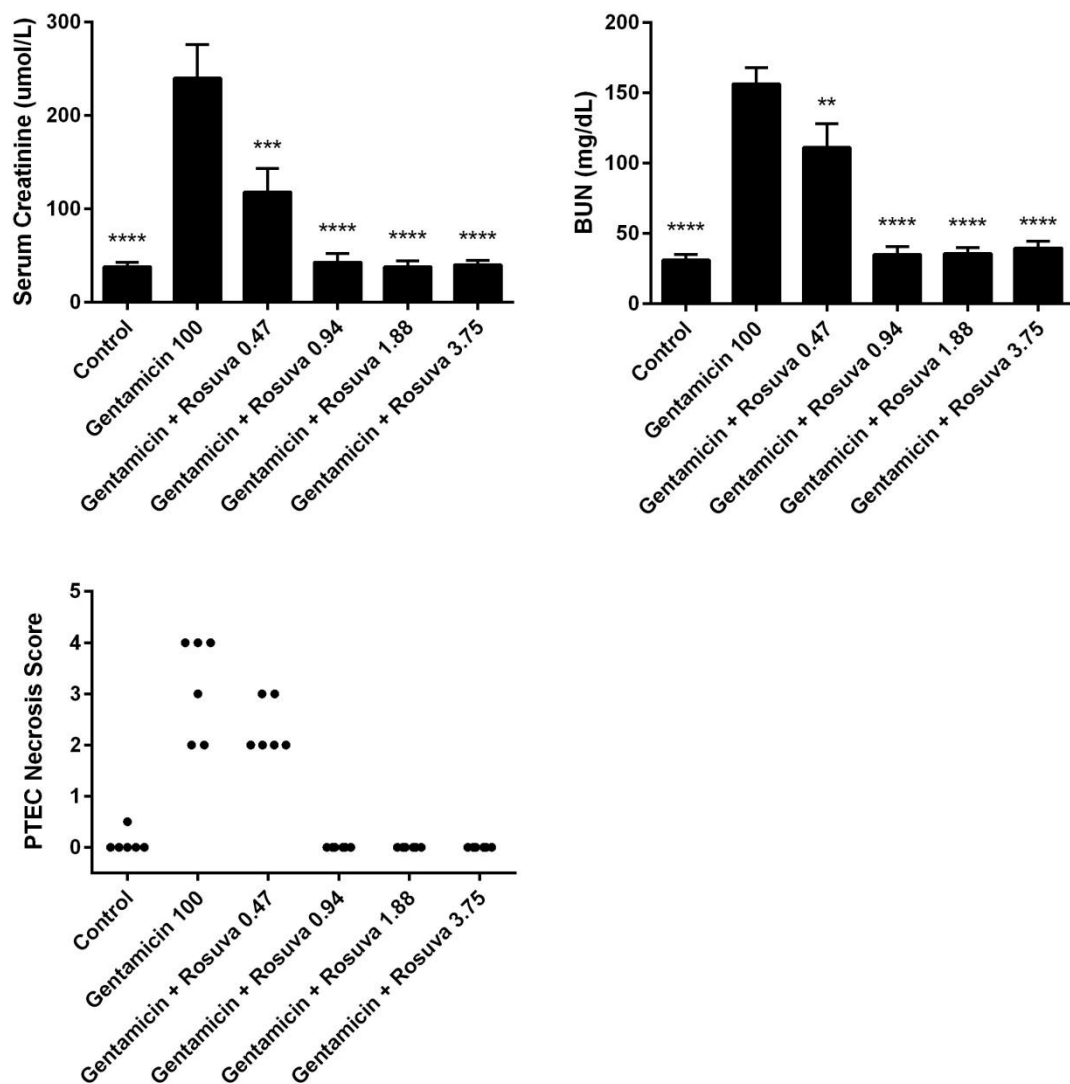 Serum Creatinine (umol/L)
300
200
100
0
***
****
****
****
****
Control
Gentamicin 100
Gentamicin + Rosuva 0.47
Gentamicin + Rosuva 0.94
Gentamicin + Rosuva 1.88
Gentamicin + Rosuva 3.75
BUN (mg/dL)
200
150
100
50
0
**
****
****
****
****
Control
Gentamicin 100
Gentamicin + Rosuva 0.47
Gentamicin + Rosuva 0.94
Gentamicin + Rosuva 1.88
Gentamicin + Rosuva 3.75
PTEC Necrosis Score
5
4
3
2
1
0
Control
Gentamicin 100
Gentamicin + Rosuva 0.47
Gentamicin + Rosuva 0.94
Gentamicin + Rosuva 1.88
Gentamicin + Rosuva 3.75